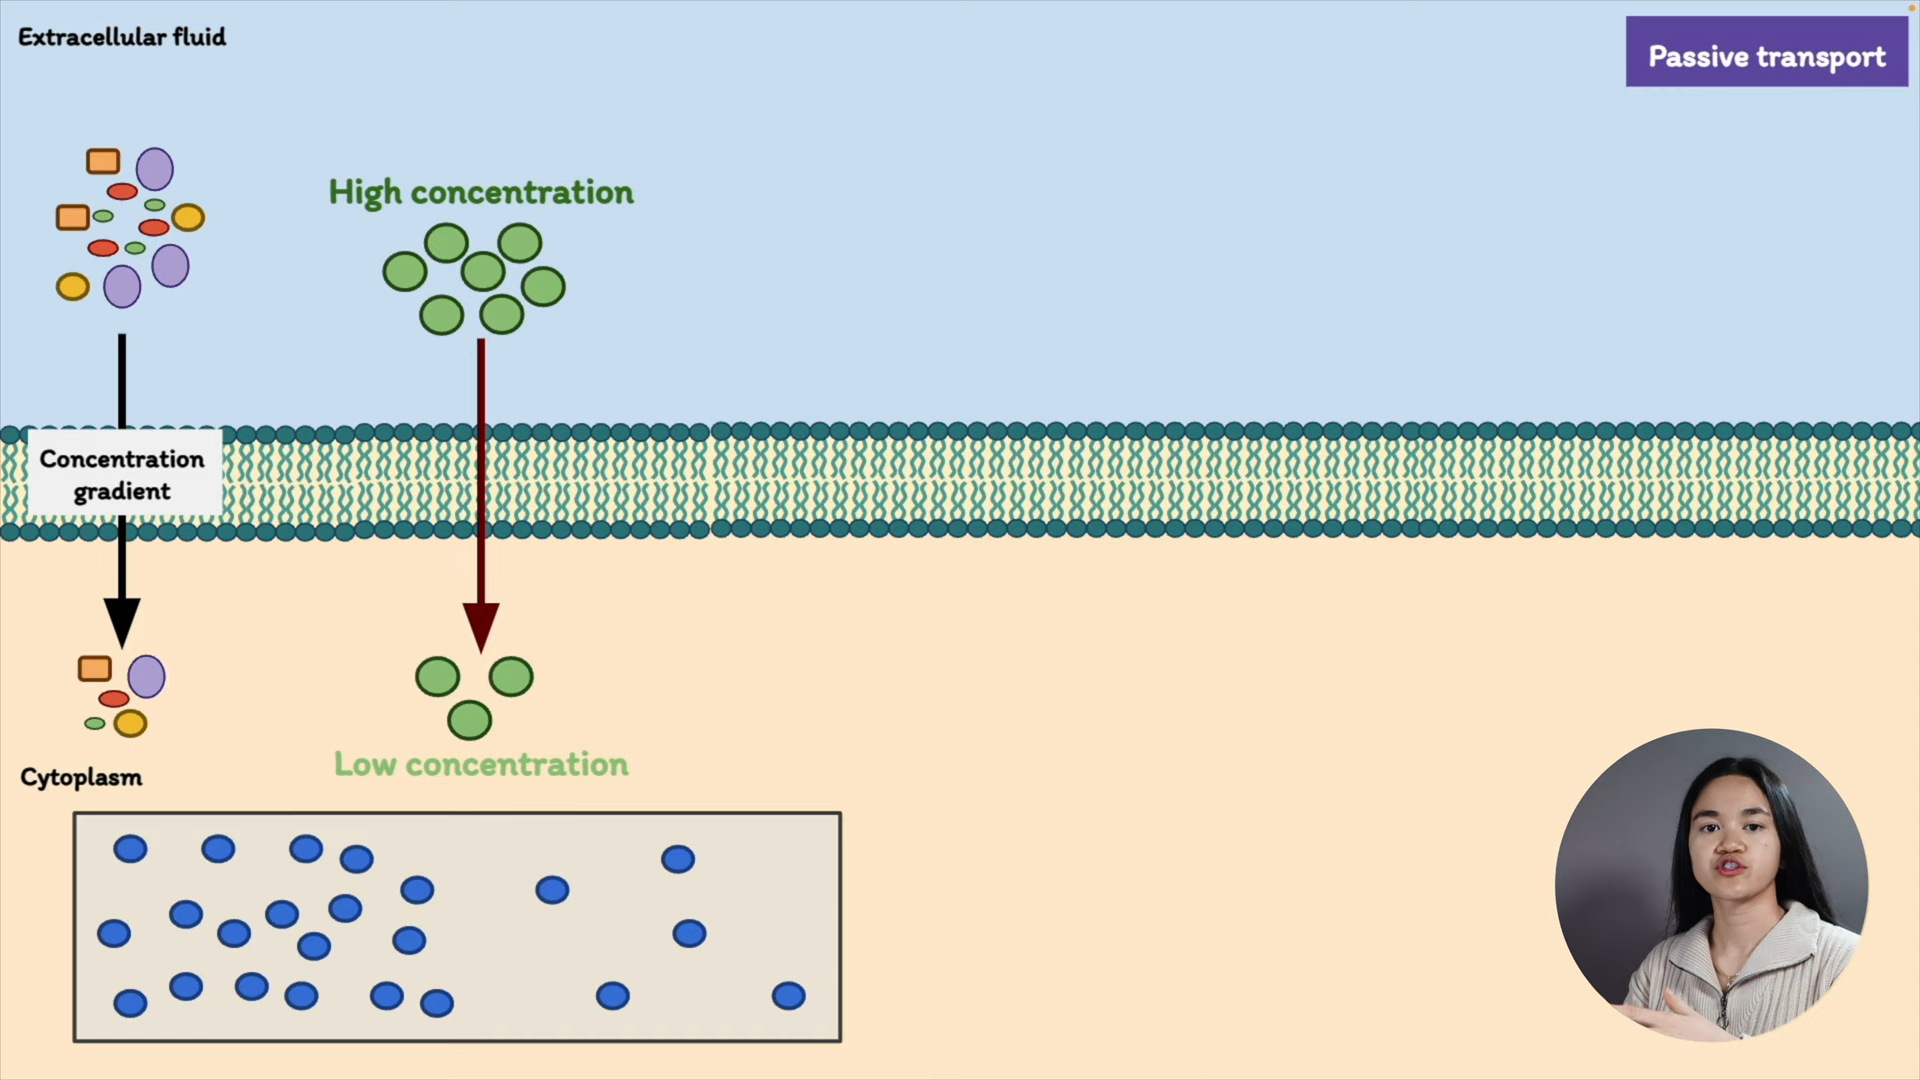 Extracellular fluid
Passive transport
High concentration
Concentration
gradient
Low concentration
Cytoplasm